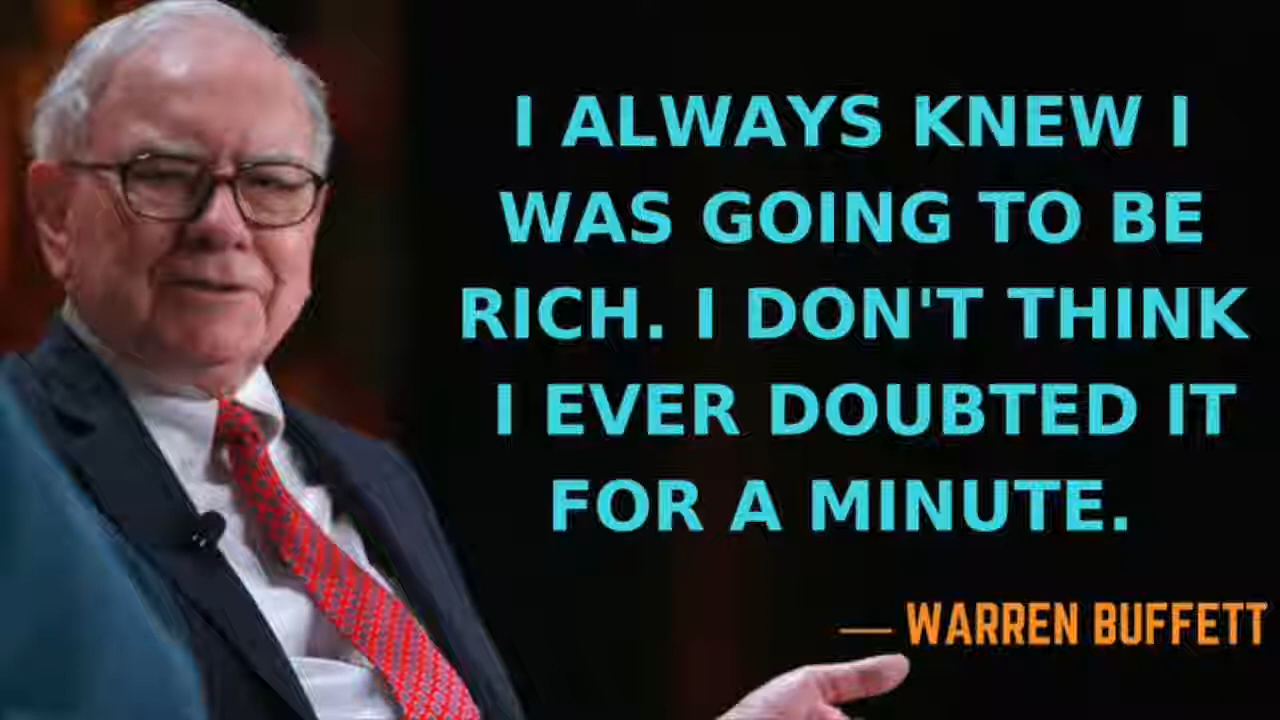 I ALWAYS KNEW I
WAS GOING TO BE
RICH. I DON'T THINK
I EVER DOUBTED IT
FOR A MINUTE.
— WARREN BUFFETT